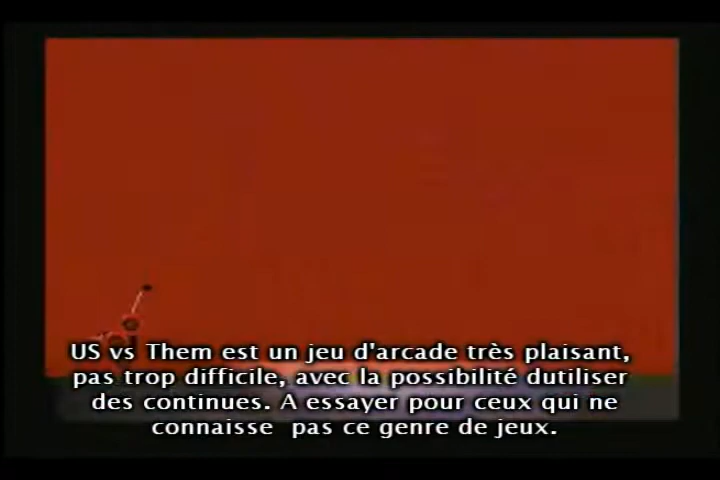 US vs Them est un jeu d'arcade très plaisant,
pas trop difficile, avec la possibilité dutiliser
des continues. A essayer pour ceux qui ne
connaisse  pas ce genre de jeux.